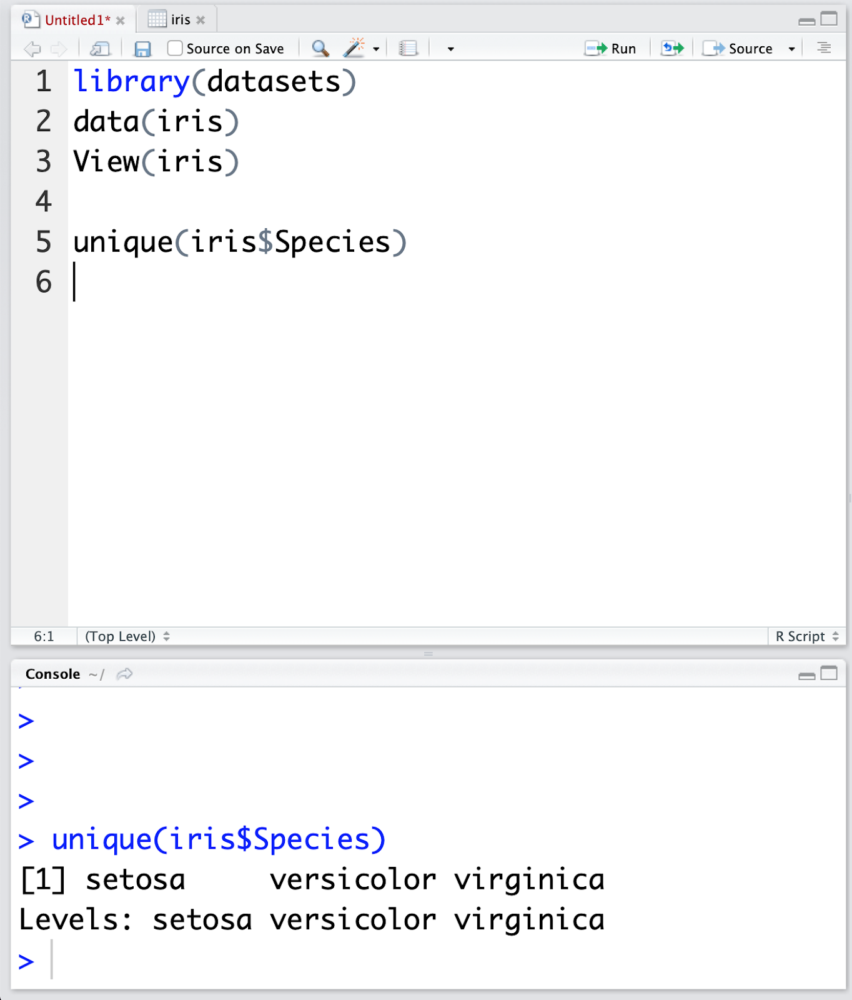 Untitled1* iris
Source on Save Run Source
1 library(datasets)
2 data(iris)
3 View(iris)
4
5 unique(iris$Species)
6
6:1 (Top Level) R Script
Console ~/
>
>
>
> unique(iris$Species)
[1] setosa     versicolor virginica
Levels: setosa versicolor virginica
>